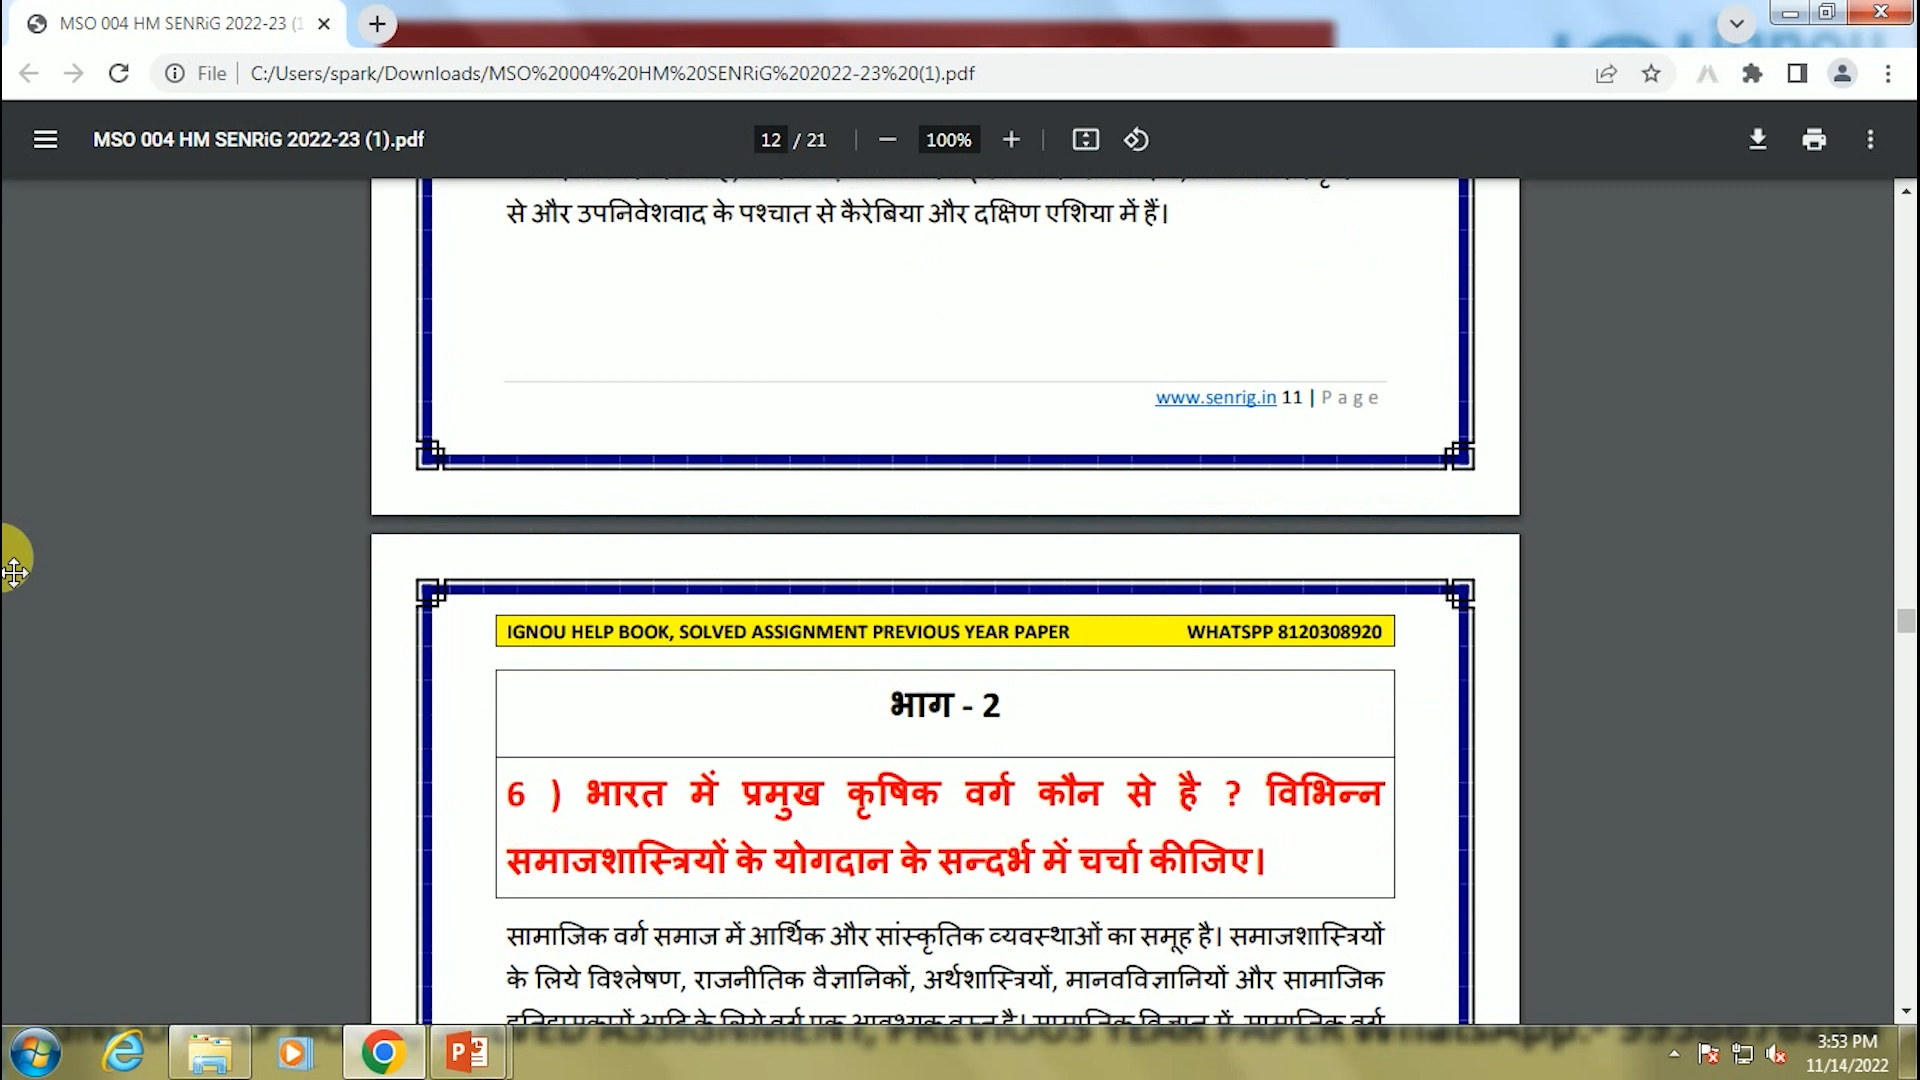 MSO 004 HM SENRiG 2022-23 (1
File
C:/Users/spark/Downloads/MSO%20004%20HM%20SENRiG%202022-23%20(1).pdf
MSO 004 HM SENRiG 2022-23 (1).pdf
12 / 21
100%
से और उपनिवेशवाद के पश्चात से कैरेबिया और दक्षिण एशिया में हैं।
www.senrig.in 11 | Page
IGNOU HELP BOOK, SOLVED ASSIGNMENT PREVIOUS YEAR PAPER WHATSPP 8120308920
भाग - 2
6 ) भारत में प्रमुख कृषिक वर्ग कौन से है ? विभिन्न
समाजशास्त्रियों के योगदान के सन्दर्भ में चर्चा कीजिए।
सामाजिक वर्ग समाज में आर्थिक और सांस्कृतिक व्यवस्थाओं का समूह है। समाजशास्त्रियों
के लिये विश्लेषण, राजनीतिक वैज्ञानिकों, अर्थशास्त्रियों, मानवविज्ञानियों और सामाजिक
3:53 PM
11/14/2022